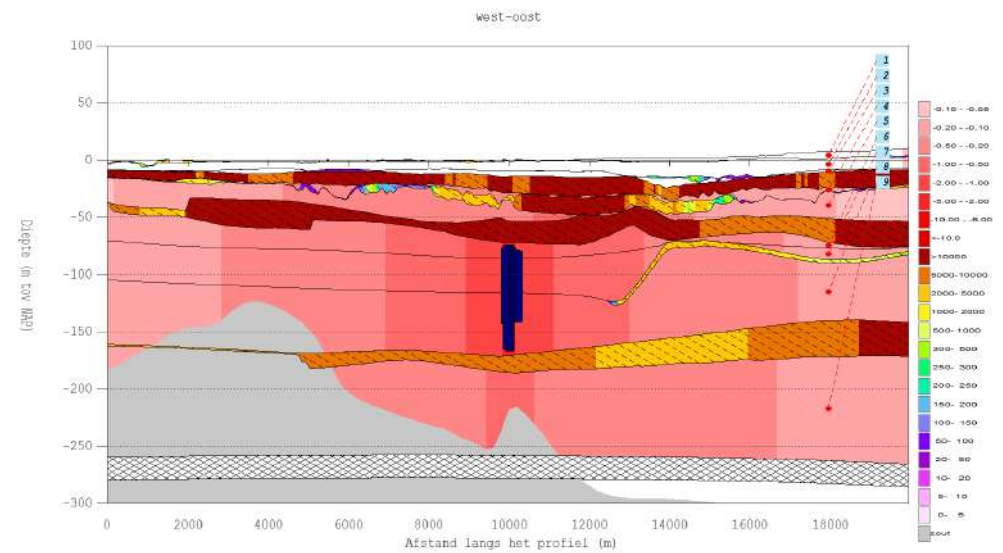 west-oost
100
50
0
-50
-100
-150
-200
-250
-300
Diepte (m tov NAP)
0 2000 4000 6000 8000 10000 12000 14000 16000 18000
Afstand langs het profiel (m)
1
2
3
4
5
6
7
8
9
-0.10 - -0.05
-0.20 - -0.10
-0.50 - -0.20
-1.00 - -0.50
-2.00 - -1.00
-5.00 - -2.00
-10.00 - -5.00
<-10.0
>10000
5000-10000
2000- 5000
1000- 2000
500- 1000
300- 500
250- 300
200- 250
150- 200
100- 150
50- 100
20- 50
10- 20
5- 10
0- 5
zout